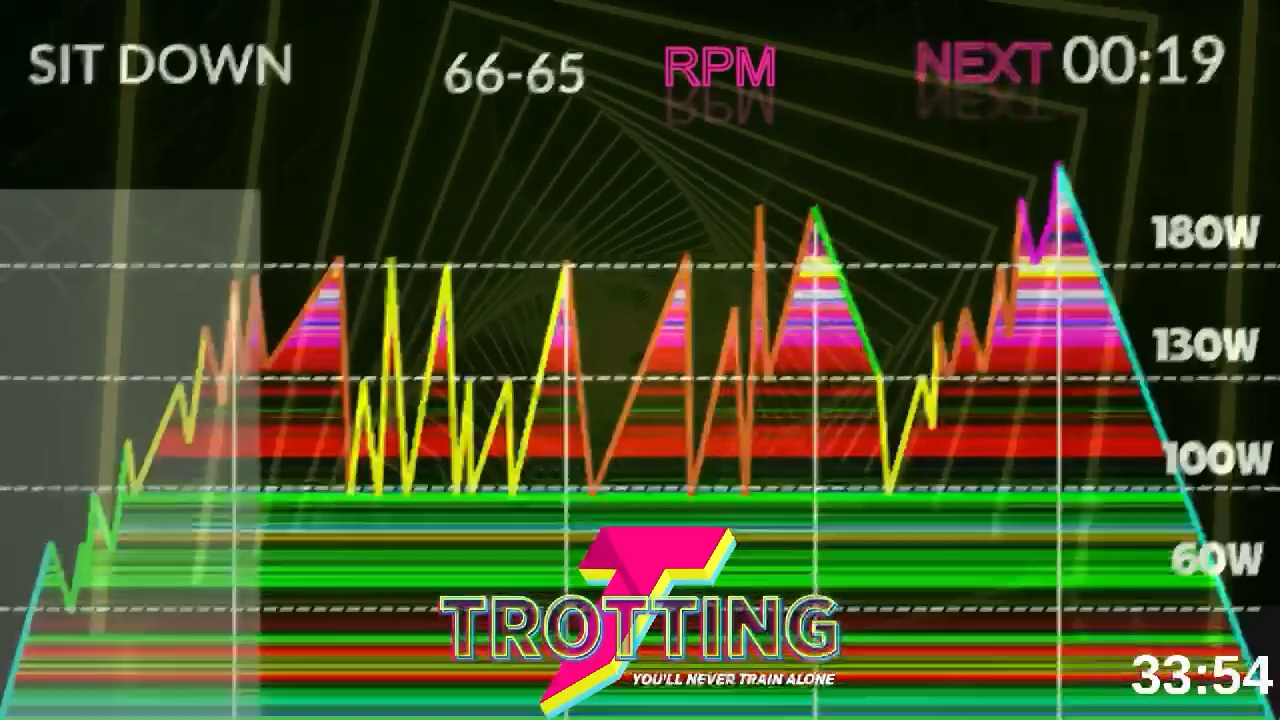 SIT DOWN
66-65
RPM
NEXT 00:19
180W
130W
100W
60W
TROTTING
YOU'LL NEVER TRAIN ALONE
33:54